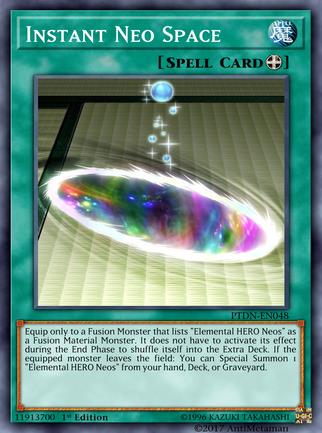 Instant Neo Space
[Spell Card]
PTDN-EN048
Equip only to a Fusion Monster that lists "Elemental HERO Neos" as
a Fusion Material Monster. It does not have to activate its
effect during the End Phase to shuffle itself into the Extra Deck. If the
equipped monster leaves the field: You can Special Summon 1
"Elemental HERO Neos" from your hand, Deck, or Graveyard.
11913700 1st Edition ©1996 KAZUKI TAKAHASHI
©2017 AntiMetaman